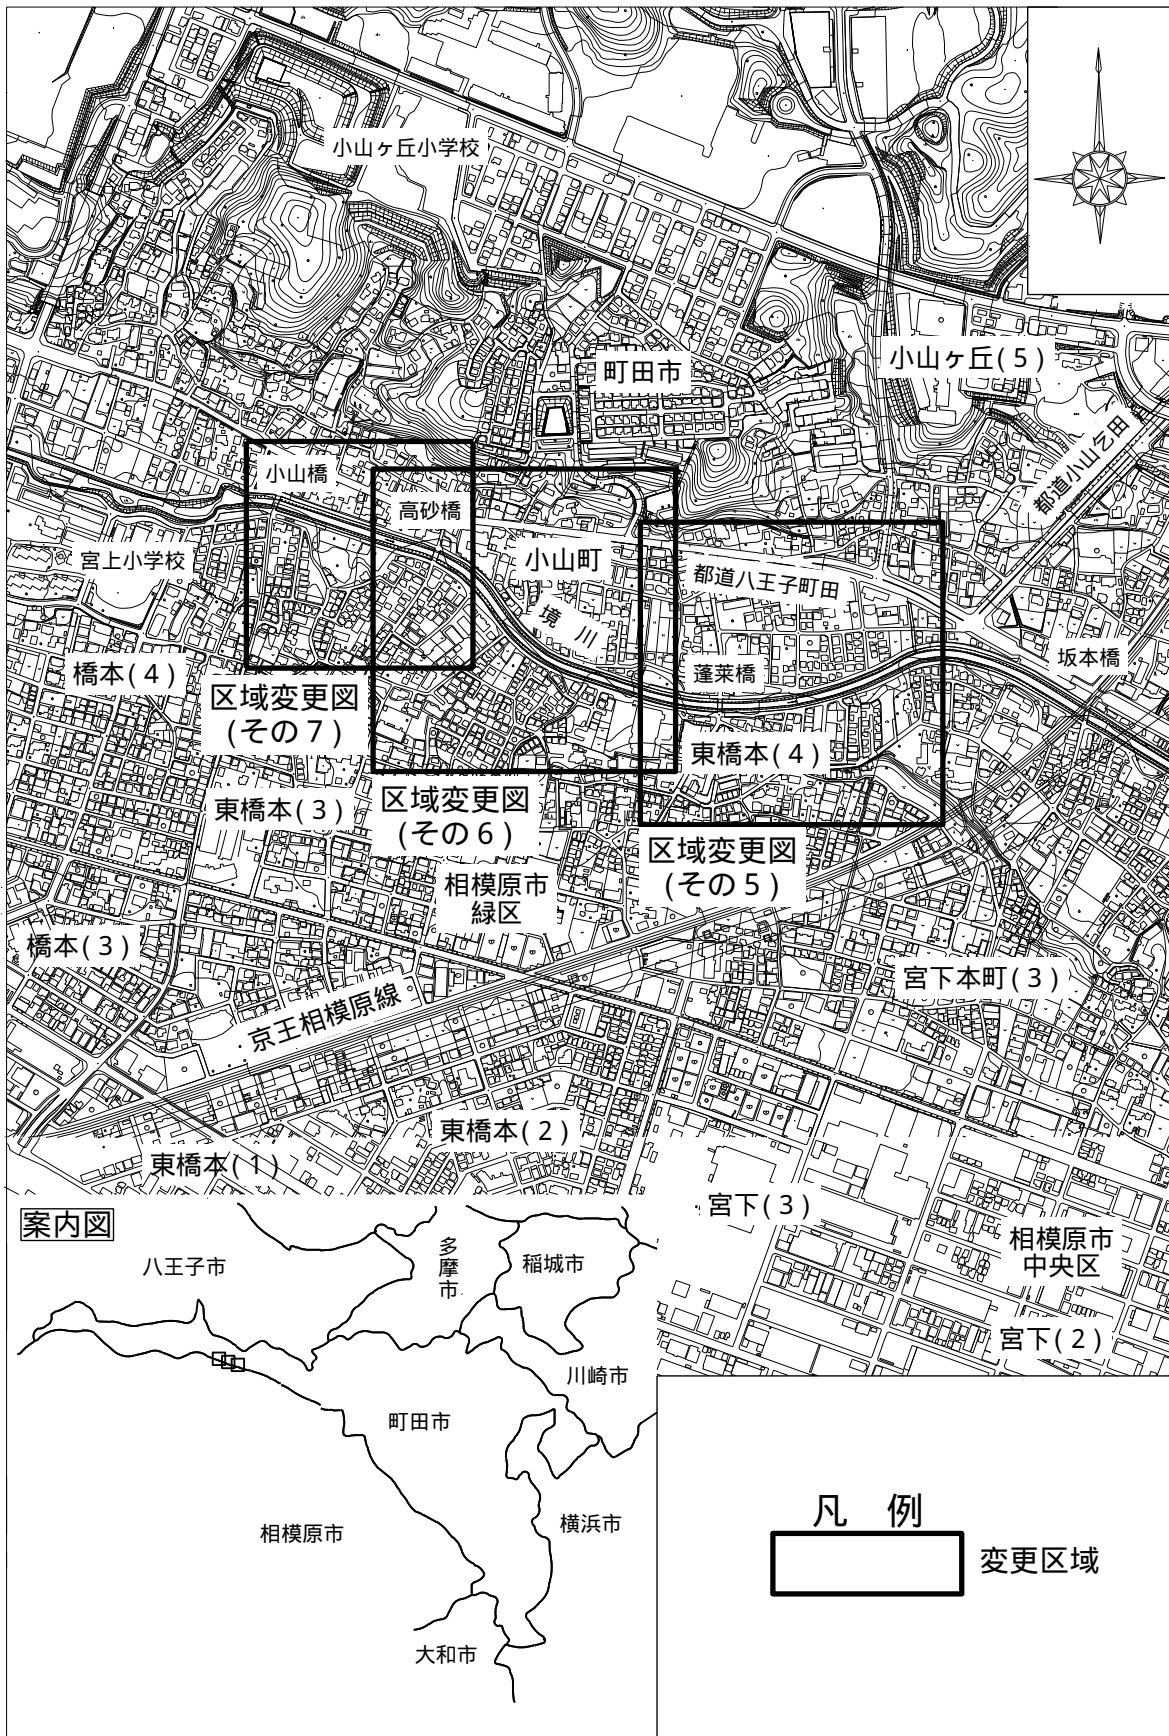 小山ヶ丘小学校
小山ヶ丘(5)
町田市
都道小山乞田
小山橋
高砂橋
宮上小学校
小山町
都道八王子町田
境 川
坂本橋
橋本(4)
蓬莱橋
区域変更図
(その7)
東橋本(4)
東橋本(3)
区域変更図
(その6)
区域変更図
(その5)
相模原市
緑区
橋本(3)
宮下本町(3)
京王相模原線
東橋本(2)
東橋本(1)
宮下(3)
相模原市
中央区
宮下(2)
案内図
八王子市
多摩市
稲城市
川崎市
町田市
相模原市
横浜市
大和市
凡 例
変更区域